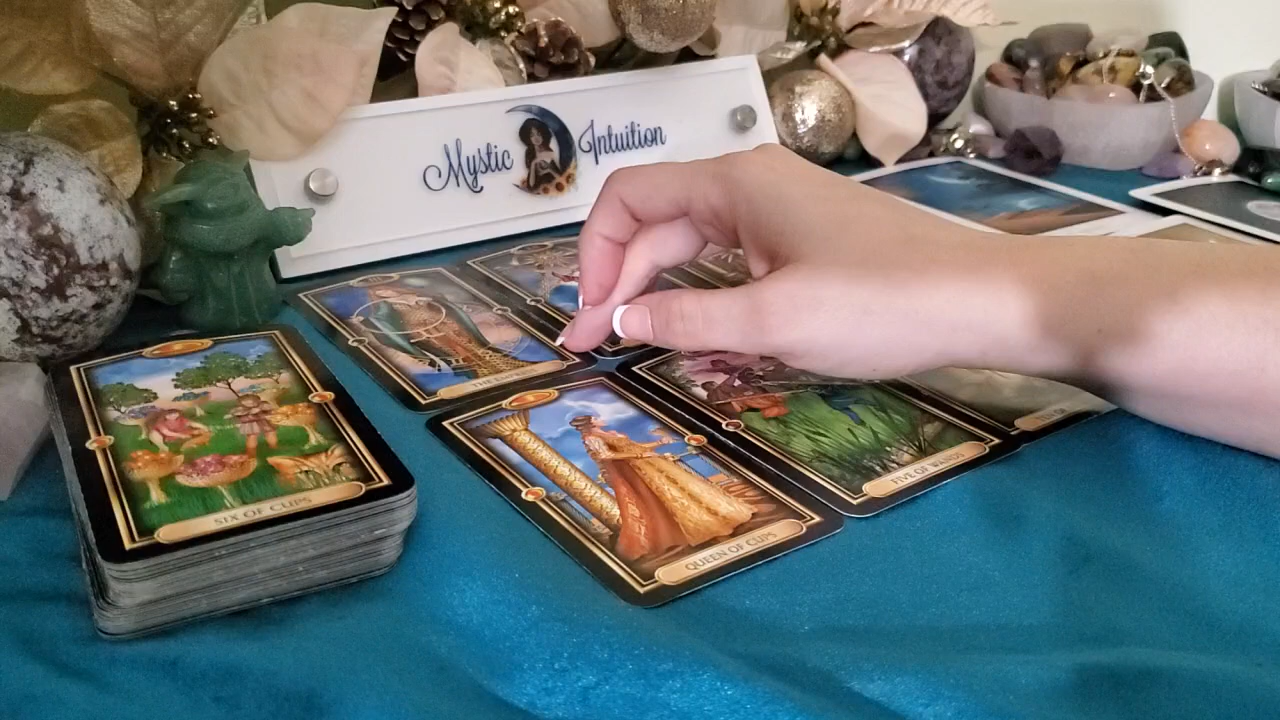 Mystic Intuition
SIX OF CUPS
QUEEN OF CUPS
FIVE OF WANDS